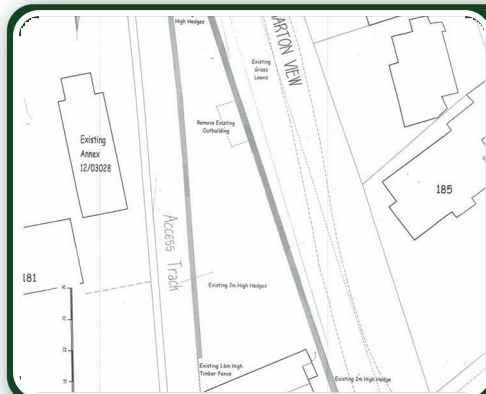 High Hedges
ARTON VIEW
Existing
Grass
Lawns
Remove Existing
Outbuilding
Existing
Annex
12/03028
185
Access Track
181
Existing 2m High Hedges
Existing 1.6m High
Timber Fence
Existing 2m High Hedge